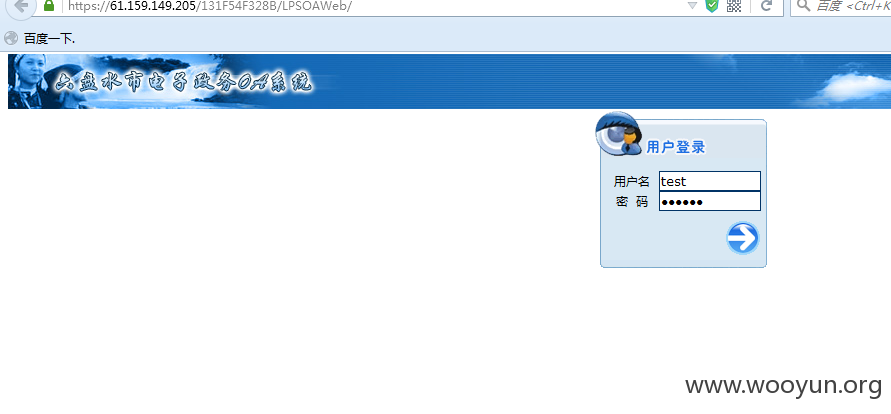 https://61.159.149.205/131F54F328B/LPSOAWeb/
百度 <Ctrl+K
百度一下.
六盘水市电子政务OA系统
用户登录
用户名 test
密 码 ••••••
www.wooyun.org